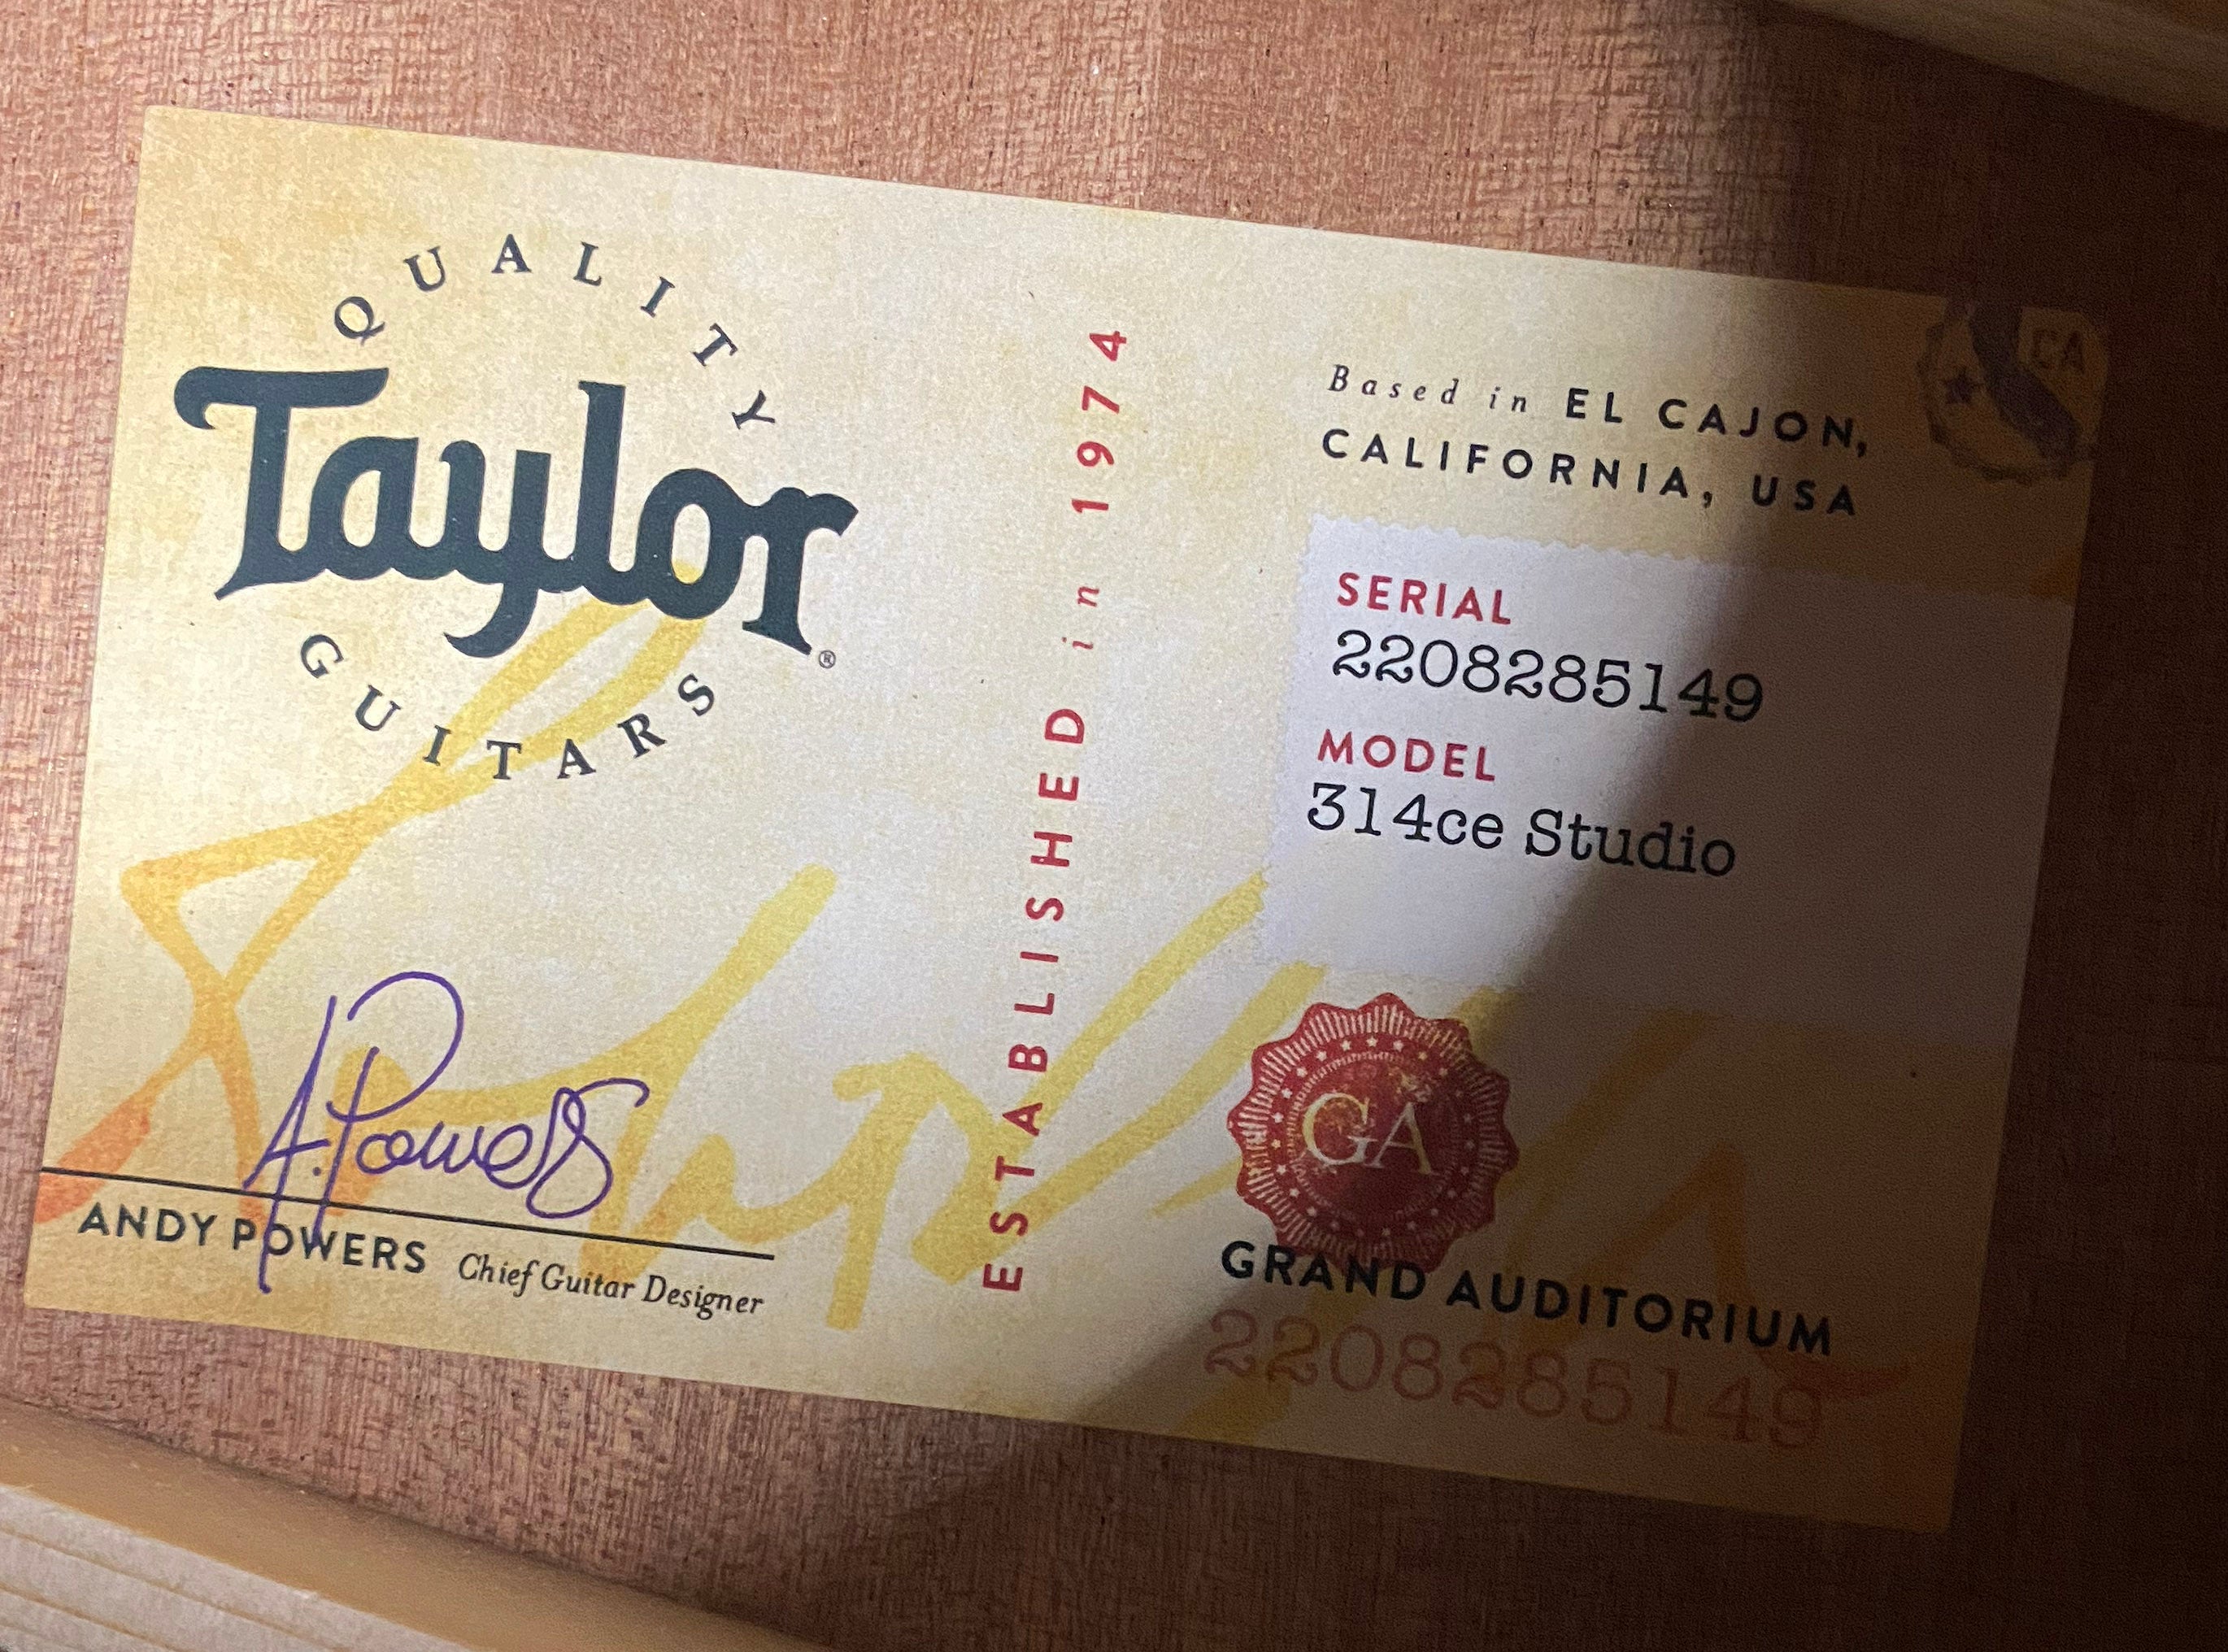 QUALITY
Taylor®
GUITARS
A. Powers
ANDY POWERS Chief Guitar Designer
ESTABLISHED in 1974
Based in EL CAJON,
CALIFORNIA, USA
CA
SERIAL
2208285149
MODEL
314ce Studio
GA
GRAND AUDITORIUM
2208285149